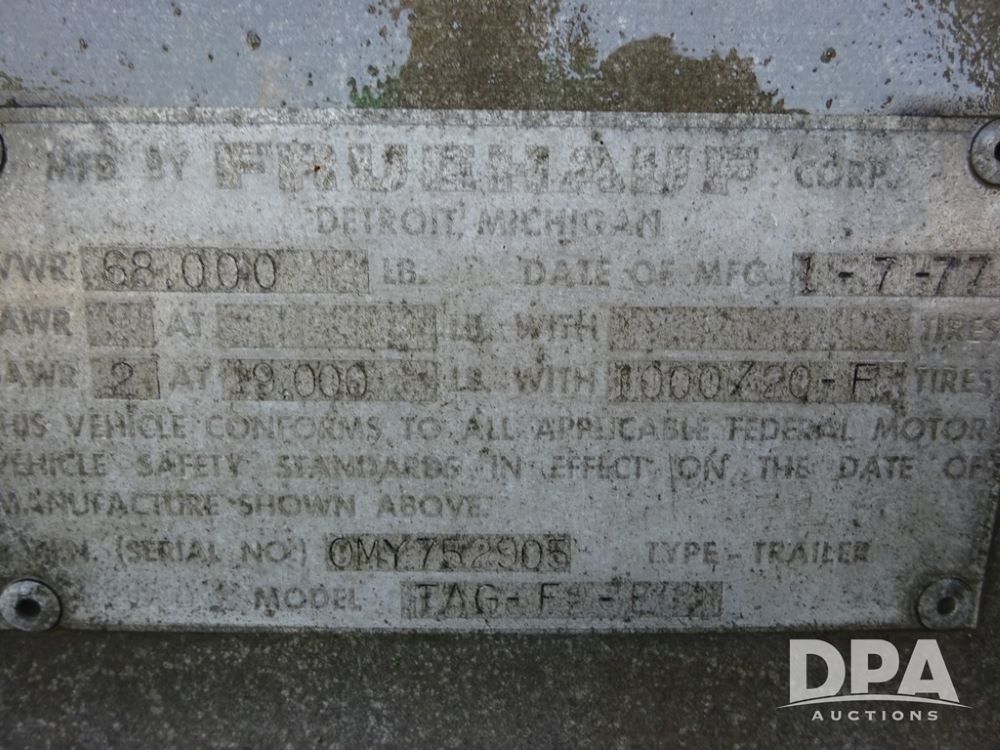 MFD BY FRUEHAUF CORP.
DETROIT, MICHIGAN
VWR 68,000 LB. DATE OF MFG. 1-7-77
AWR AT LB. WITH TIRES
AWR 2 AT 19,000 LB. WITH 1000/20-F TIRES
HIS VEHICLE CONFORMS TO ALL APPLICABLE FEDERAL MOTOR
VEHICLE SAFETY STANDARDS IN EFFECT ON THE DATE OF
MANUFACTURE SHOWN ABOVE.
V.I.N. (SERIAL NO.) OMY752905 TYPE-TRAILER
MODEL
DPA
AUCTIONS